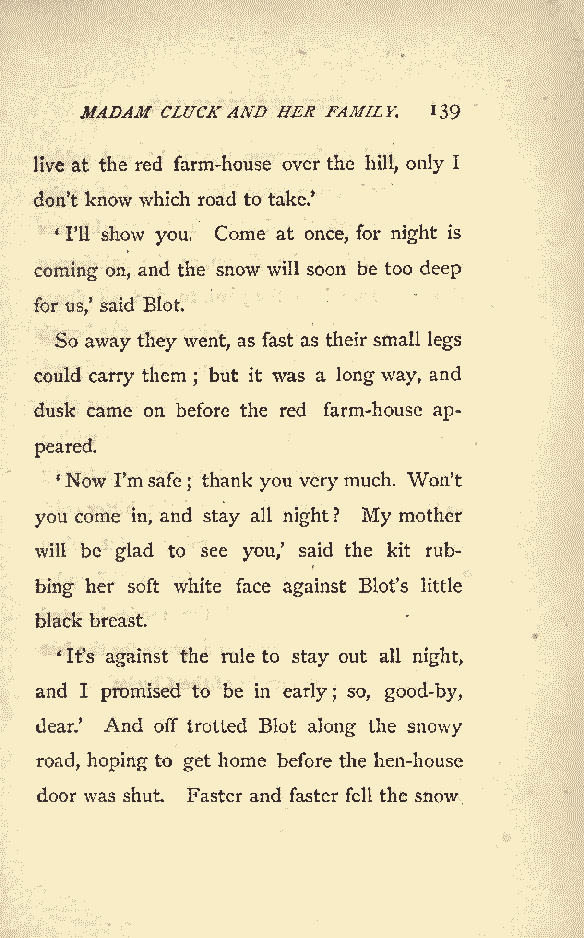 MADAM CLUCK AND HER FAMILY. 139
live at the red farm-house over the hill, only I
don't know which road to take.'
'I'll show you. Come at once, for night is
coming on, and the snow will soon be too deep
for us,' said Blot.
So away they went, as fast as their small legs
could carry them; but it was a long way, and
dusk came on before the red farm-house ap-
peared.
'Now I'm safe; thank you very much. Won't
you come in, and stay all night? My mother
will be glad to see you,' said the kit rub-
bing her soft white face against Blot's little
black breast.
'It's against the rule to stay out all night,
and I promised to be in early; so, good-by,
dear.' And off trotted Blot along the snowy
road, hoping to get home before the hen-house
door was shut. Faster and faster fell the snow